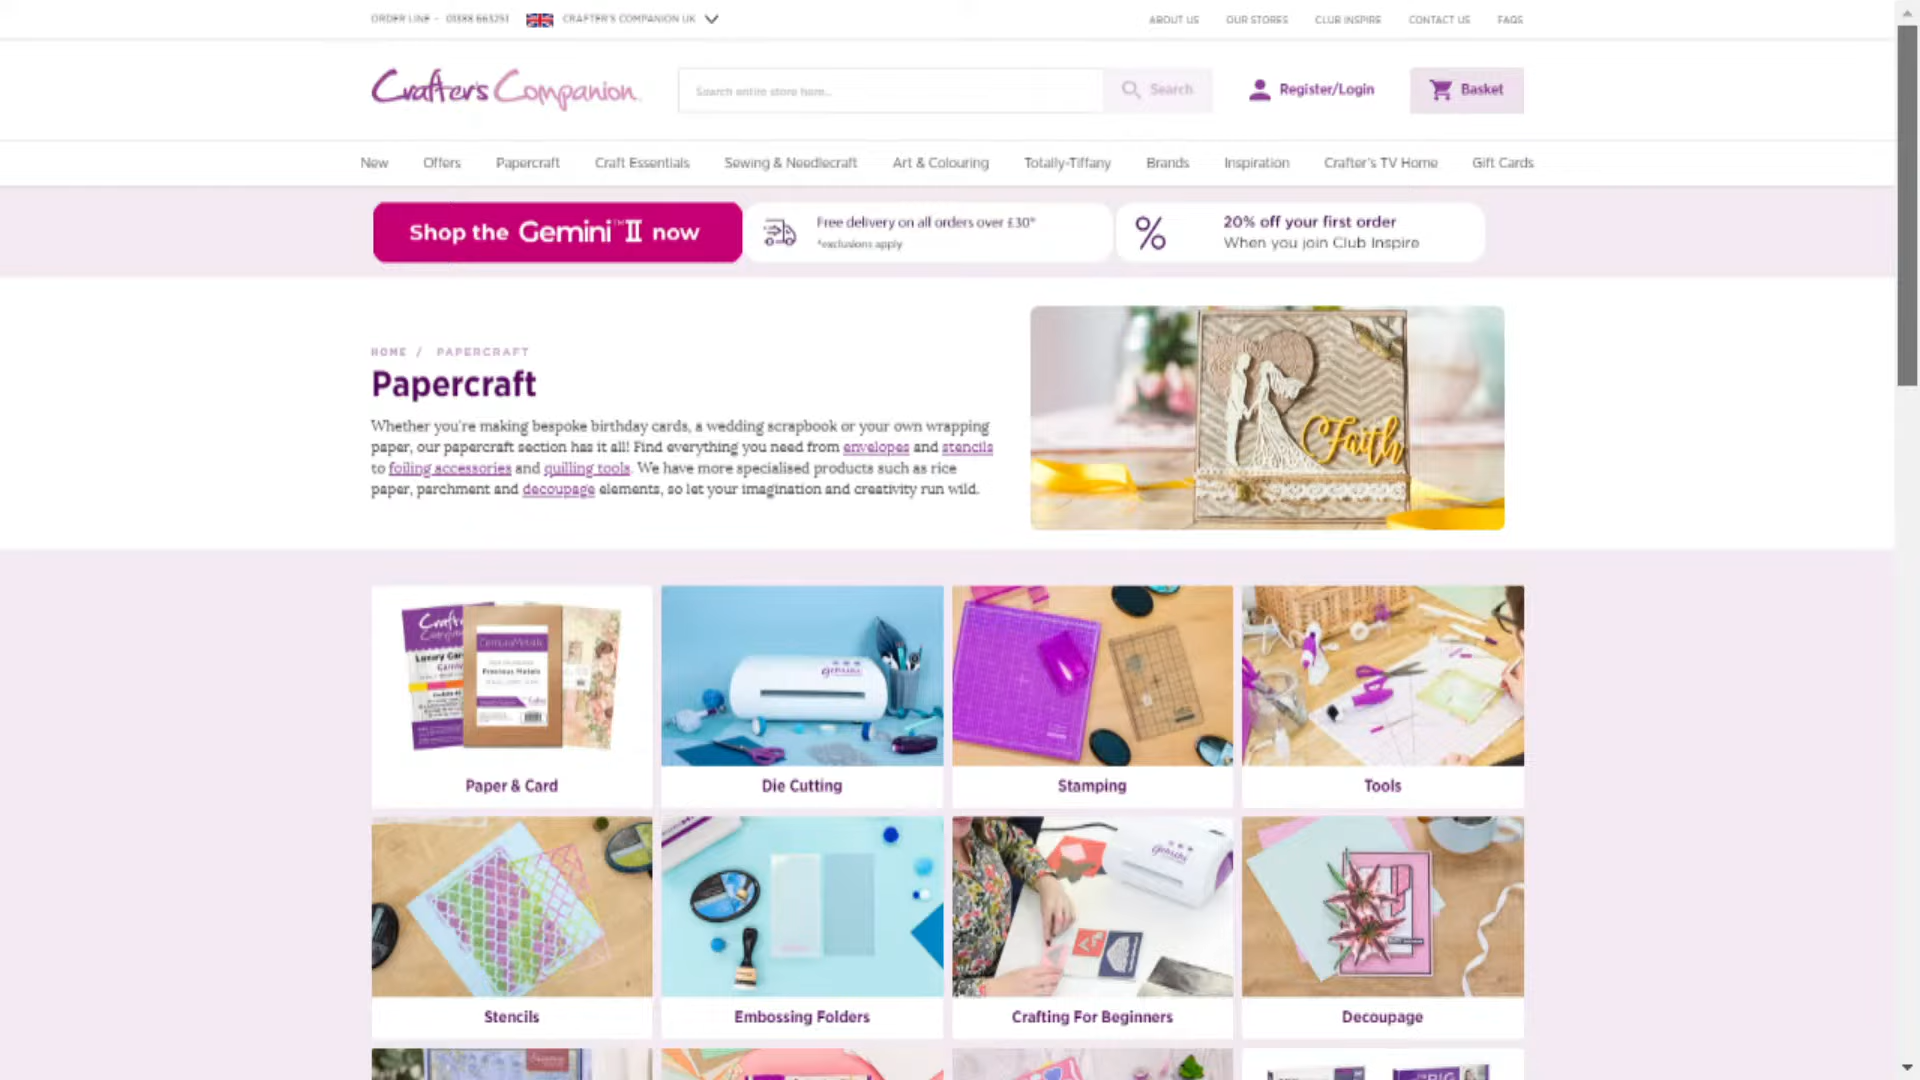 ORDER LINE - 01388 663251
CRAFTER'S COMPANION UK
ABOUT US
OUR STORES
CLUB INSPIRE
CONTACT US
FAQS
Crafter's Companion
Search entire store here...
Search
Register/Login
Basket
New
Offers
Papercraft
Craft Essentials
Sewing & Needlecraft
Art & Colouring
Totally-Tiffany
Brands
Inspiration
Crafter's TV Home
Gift Cards
Shop the Gemini™ II now
Free delivery on all orders over £30*
*exclusions apply
20% off your first order
When you join Club Inspire
HOME / PAPERCRAFT
Papercraft
Whether you're making bespoke birthday cards, a wedding scrapbook or your own wrapping
paper, our papercraft section has it all! Find everything you need from envelopes and stencils
to foiling accessories and quilling tools. We have more specialised products such as rice
paper, parchment and decoupage elements, so let your imagination and creativity run wild.
Faith
Precious Metals
gemini
Paper & Card
Die Cutting
Stamping
Tools
gemini
Stencils
Embossing Folders
Crafting For Beginners
Decoupage